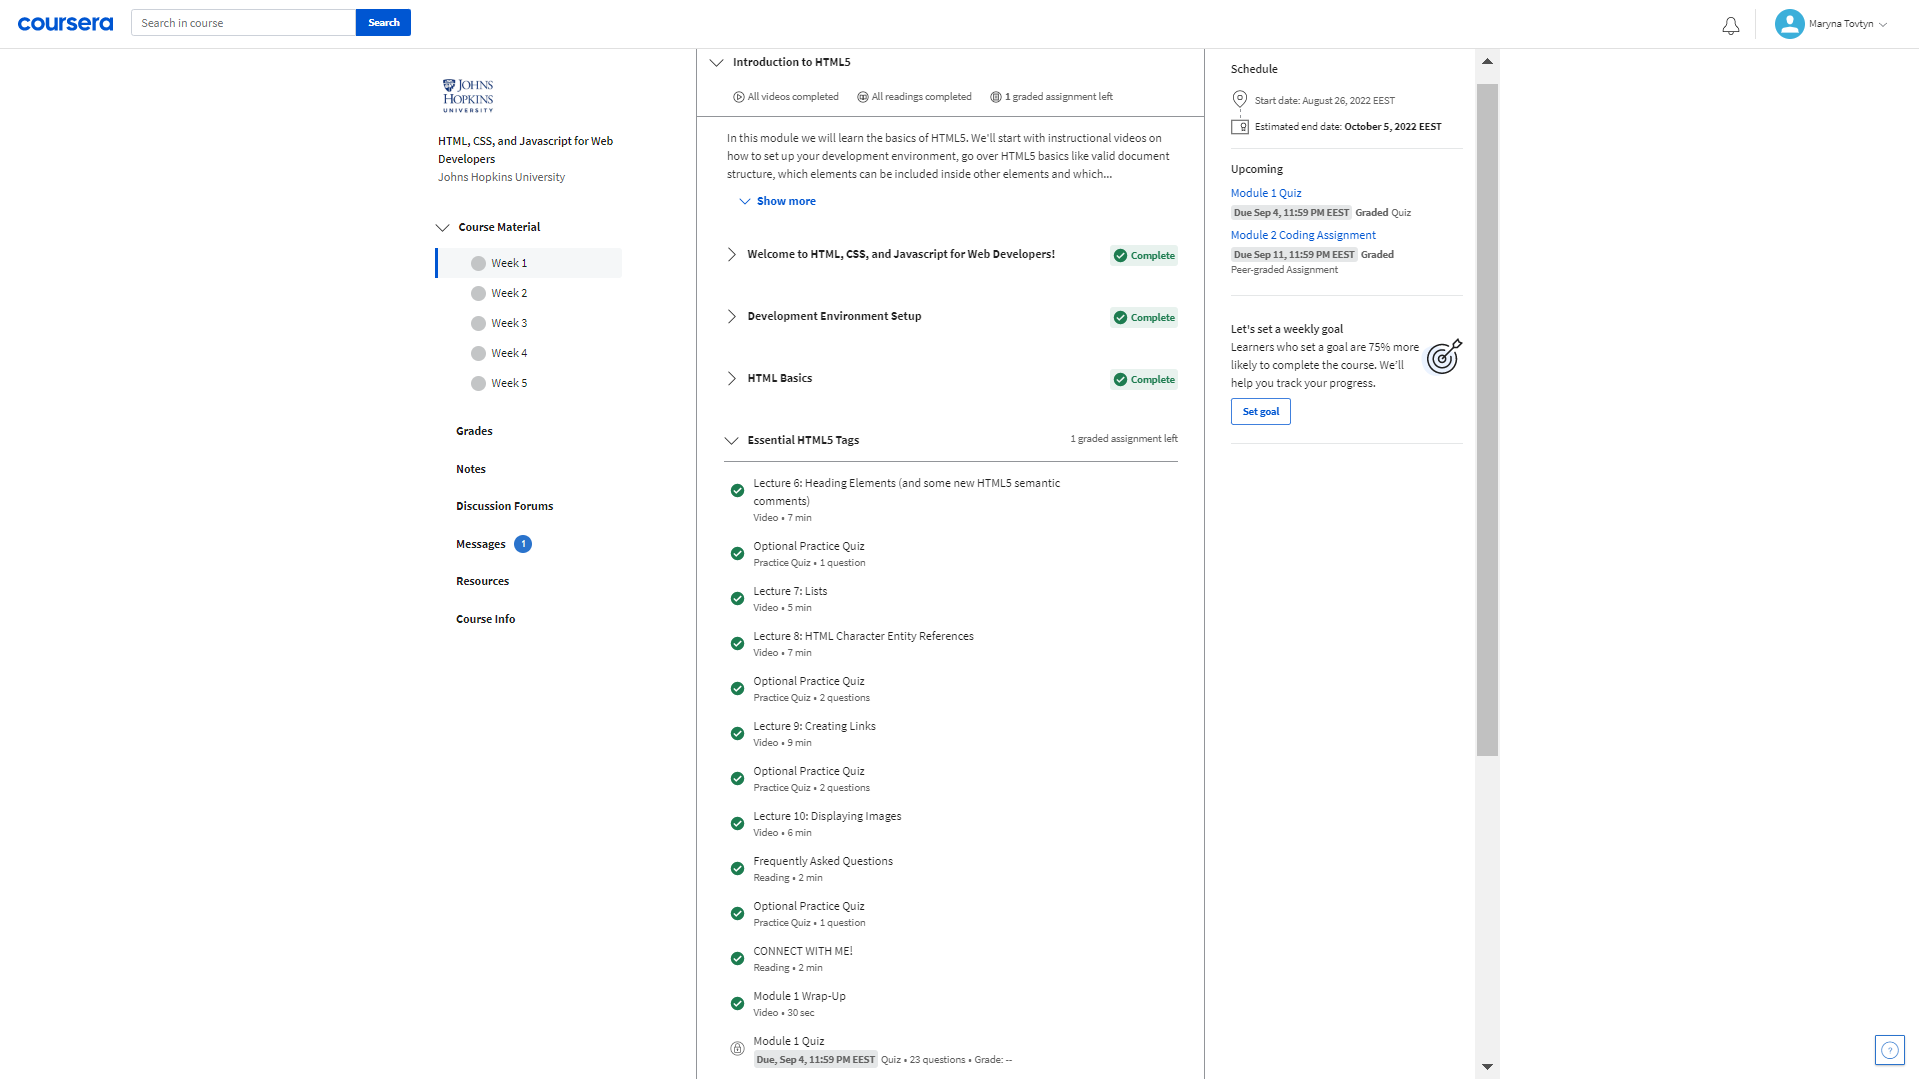 coursera
Search in course
Search
Maryna Tovtyn
JOHNS
HOPKINS
UNIVERSITY
HTML, CSS, and Javascript for Web
Developers
Johns Hopkins University
Course Material
Week 1
Week 2
Week 3
Week 4
Week 5
Grades
Notes
Discussion Forums
Messages 1
Resources
Course Info
Introduction to HTML5
All videos completed All readings completed 1 graded assignment left
In this module we will learn the basics of HTML5. We'll start with instructional videos on
how to set up your development environment, go over HTML5 basics like valid document
structure, which elements can be included inside other elements and which...
Show more
Welcome to HTML, CSS, and Javascript for Web Developers! Complete
Development Environment Setup Complete
HTML Basics Complete
Essential HTML5 Tags 1 graded assignment left
Lecture 6: Heading Elements (and some new HTML5 semantic
comments)
Video • 7 min
Optional Practice Quiz
Practice Quiz • 1 question
Lecture 7: Lists
Video • 5 min
Lecture 8: HTML Character Entity References
Video • 7 min
Optional Practice Quiz
Practice Quiz • 2 questions
Lecture 9: Creating Links
Video • 9 min
Optional Practice Quiz
Practice Quiz • 2 questions
Lecture 10: Displaying Images
Video • 6 min
Frequently Asked Questions
Reading • 2 min
Optional Practice Quiz
Practice Quiz • 1 question
CONNECT WITH ME!
Reading • 2 min
Module 1 Wrap-Up
Video • 30 sec
Module 1 Quiz
Due, Sep 4, 11:59 PM EEST Quiz • 23 questions • Grade: --
Schedule
Start date: August 26, 2022 EEST
Estimated end date: October 5, 2022 EEST
Upcoming
Module 1 Quiz
Due Sep 4, 11:59 PM EEST Graded Quiz
Module 2 Coding Assignment
Due Sep 11, 11:59 PM EEST Graded
Peer-graded Assignment
Let's set a weekly goal
Learners who set a goal are 75% more
likely to complete the course. We'll
help you track your progress.
Set goal
?